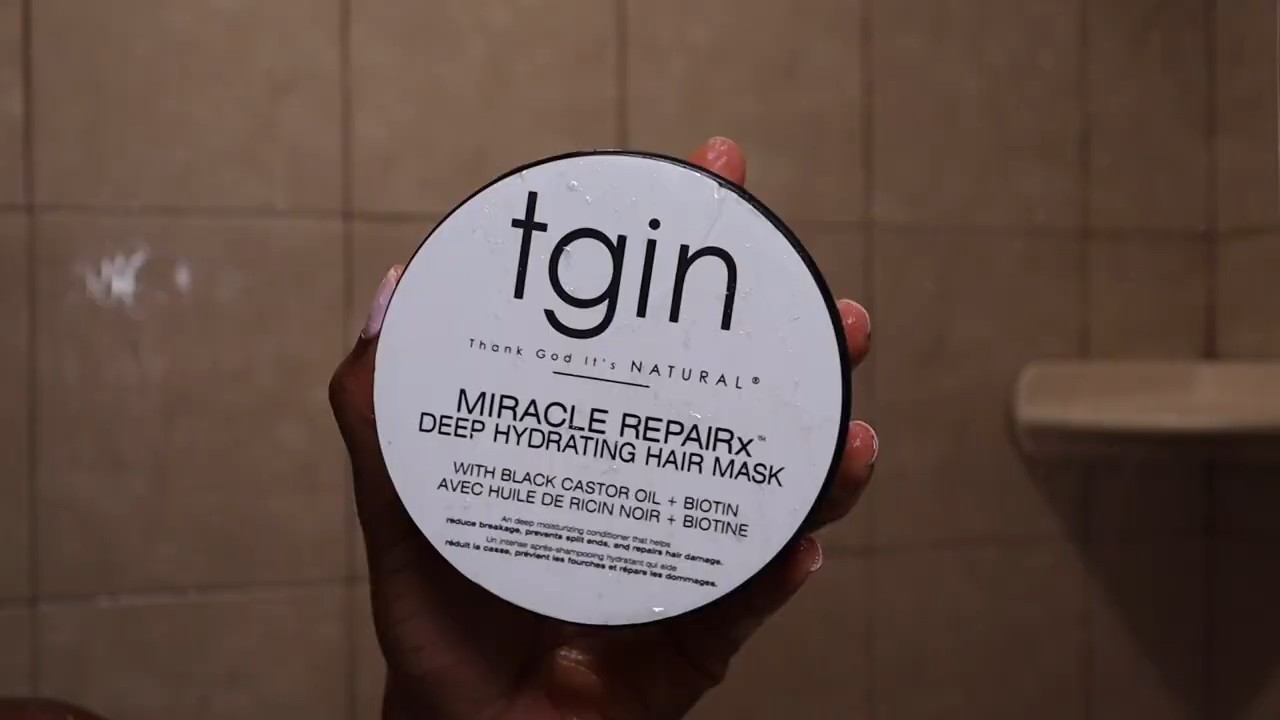 tgin
Thank God It's NATURAL®
MIRACLE REPAIRx™
DEEP HYDRATING HAIR MASK
WITH BLACK CASTOR OIL + BIOTIN
AVEC HUILE DE RICIN NOIR + BIOTINE
An deep moisturizing conditioner that helps
reduce breakage, prevents split ends, and repairs hair damage.
Un intense après-shampooing hydratant qui aide
réduit la casse, prévient les fourches et répare les dommages.